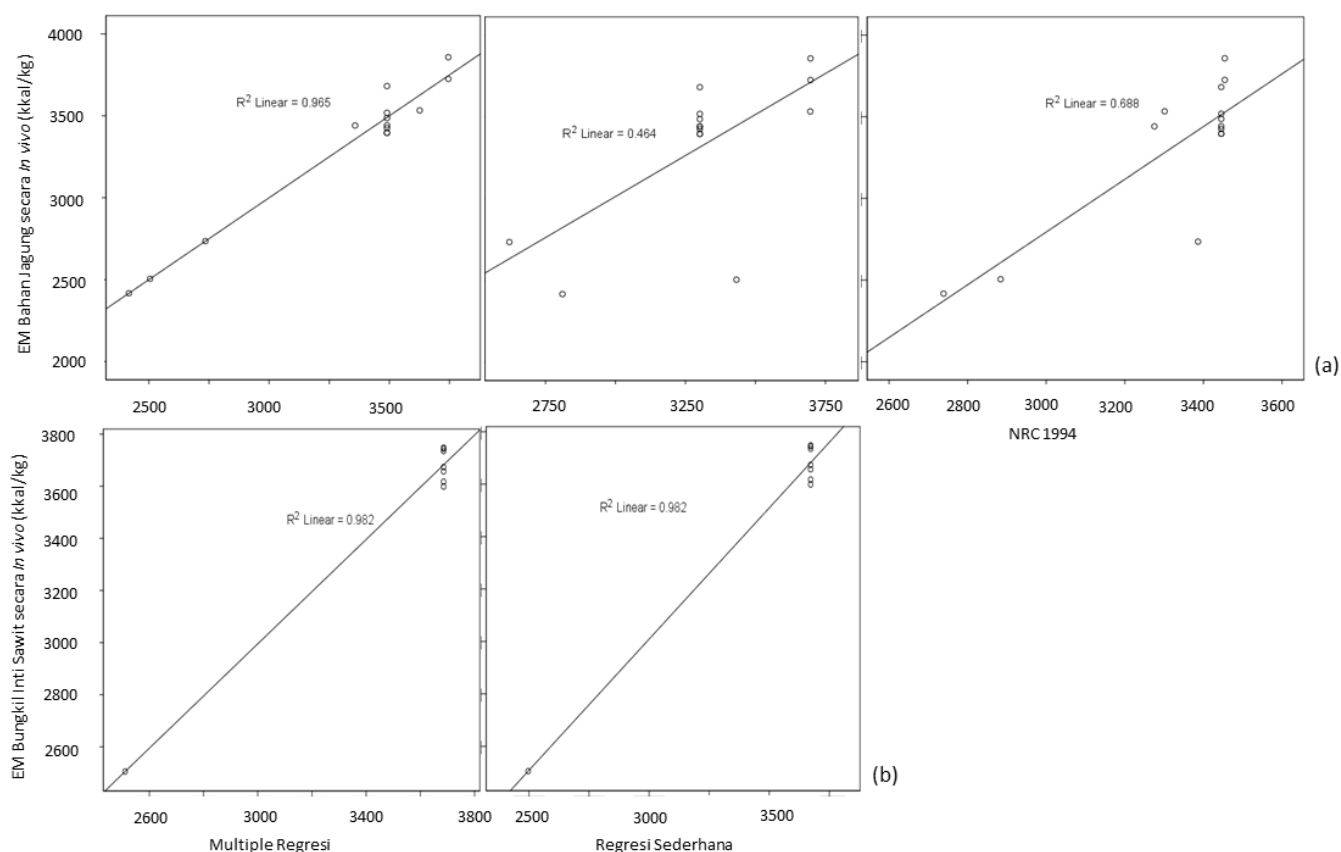 EM Bahan Jagung secara In vivo (kkal/kg)
4000
3500
3000
2500
2000
R² Linear = 0.965
R² Linear = 0.464
R² Linear = 0.688
(a)
2500 3000 3500
2750 3250 3750
2600 2800 3000 3200 3400 3600
NRC 1994
EM Bungkil Inti Sawit secara In vivo (kkal/kg)
3800
3600
3400
3200
3000
2800
2600
R² Linear = 0.982
R² Linear = 0.982
(b)
2600 3000 3400 3800
2500 3000 3500
Multiple Regresi
Regresi Sederhana